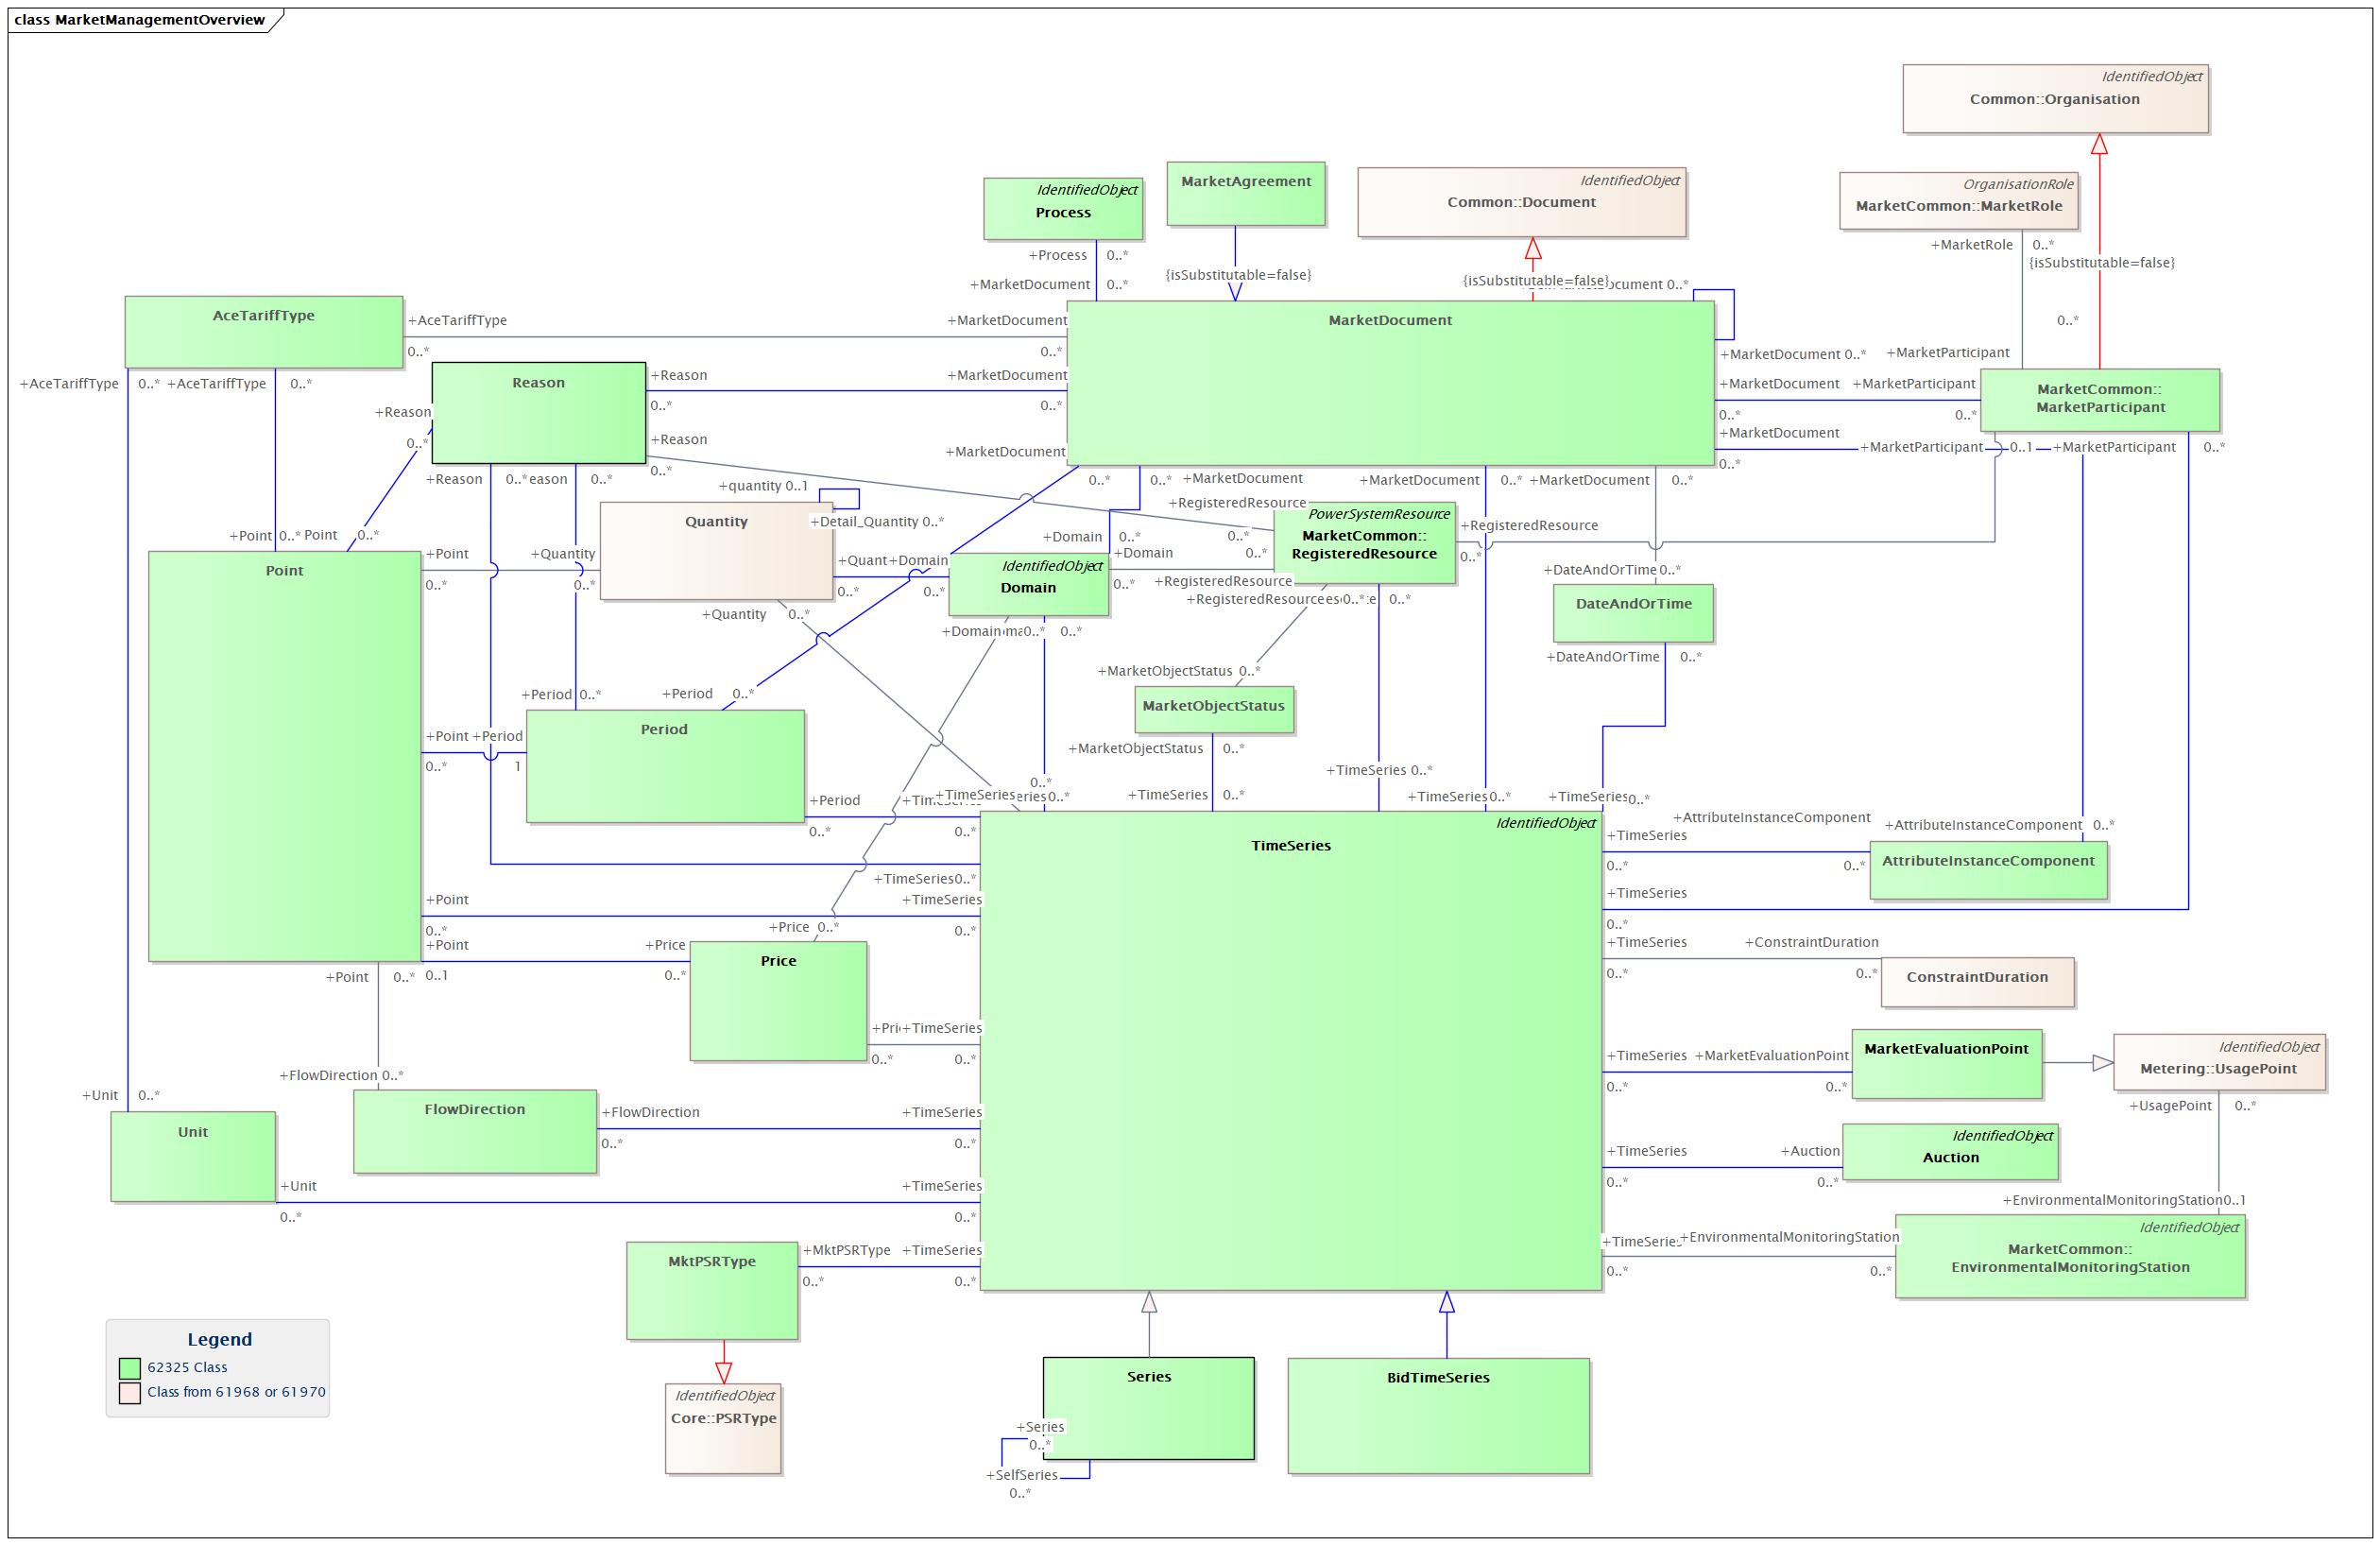 class MarketManagementOverview
IdentifiedObject
Common::Organisation
IdentifiedObject
Process
MarketAgreement
IdentifiedObject
Common::Document
OrganisationRole
MarketCommon::MarketRole
+Process 0..*
+MarketDocument 0..*
{isSubstitutable=false}
{isSubstitutable=false}
ocument 0..*
+MarketRole 0..*
{isSubstitutable=false}
0..*
AceTariffType
+AceTariffType
0..*
+MarketDocument
0..*
MarketDocument
+MarketDocument 0..*
+MarketParticipant
+MarketDocument
0..*
+MarketParticipant
0..*
MarketCommon::
MarketParticipant
+AceTariffType 0..*
+AceTariffType 0..*
Reason
+Reason
0..*
+MarketDocument
0..*
+Reason
0..*
+Reason
0..*
+MarketDocument
+MarketDocument
0..*
+MarketParticipant 0..1
+MarketParticipant 0..*
+Reason 0..*
eason 0..*
0..*
0..* +MarketDocument
+MarketDocument 0..*
+MarketDocument 0..*
+quantity 0..1
Quantity
+Detail_Quantity 0..*
+RegisteredResource
0..*
PowerSystemResource
MarketCommon::
RegisteredResource
+RegisteredResource
0..*
+Domain 0..*
+Point 0..*
Point 0..*
Point
+Point
0..*
+Quantity
0..*
0..*
+Quant
0..*
+Domain
0..*
IdentifiedObject
Domain
+Domain
0..*
0..*
+RegisteredResource
+RegisteredResource
0..*
0..*
+DateAndOrTime 0..*
DateAndOrTime
+DateAndOrTime 0..*
+Quantity 0..*
+Domain
0..*
0..*
+MarketObjectStatus 0..*
MarketObjectStatus
+MarketObjectStatus 0..*
+Period 0..*
+Period 0..*
Period
+Point
0..*
+Period
1
+TimeSeries 0..*
0..*
+Period
0..*
0..*
+TimeSeries
0..*
+TimeSeries 0..*
+TimeSeries 0..*
+TimeSeries 0..*
IdentifiedObject
TimeSeries
+TimeSeries
0..*
+AttributeInstanceComponent
0..*
+AttributeInstanceComponent 0..*
AttributeInstanceComponent
+TimeSeries 0..*
+Point
0..*
+TimeSeries
0..*
+TimeSeries
0..*
+Price 0..*
+Point
0..1
+Price
0..*
Price
+Point 0..*
+TimeSeries
0..*
+ConstraintDuration
0..*
ConstraintDuration
0..*
+TimeSeries
0..*
+TimeSeries
0..*
+MarketEvaluationPoint
0..*
MarketEvaluationPoint
IdentifiedObject
Metering::UsagePoint
+UsagePoint 0..*
+FlowDirection 0..*
FlowDirection
+FlowDirection
0..*
+TimeSeries
0..*
+Unit 0..*
Unit
+Unit
0..*
+TimeSeries
0..*
+TimeSeries
0..*
+Auction
0..*
IdentifiedObject
Auction
+EnvironmentalMonitoringStation 0..1
+TimeSeries
0..*
+EnvironmentalMonitoringStation
0..*
IdentifiedObject
MarketCommon::
EnvironmentalMonitoringStation
MktPSRType
+MktPSRType
0..*
+TimeSeries
0..*
IdentifiedObject
Core::PSRType
Series
+Series
0..*
+SelfSeries
0..*
BidTimeSeries
Legend
62325 Class
Class from 61968 or 61970